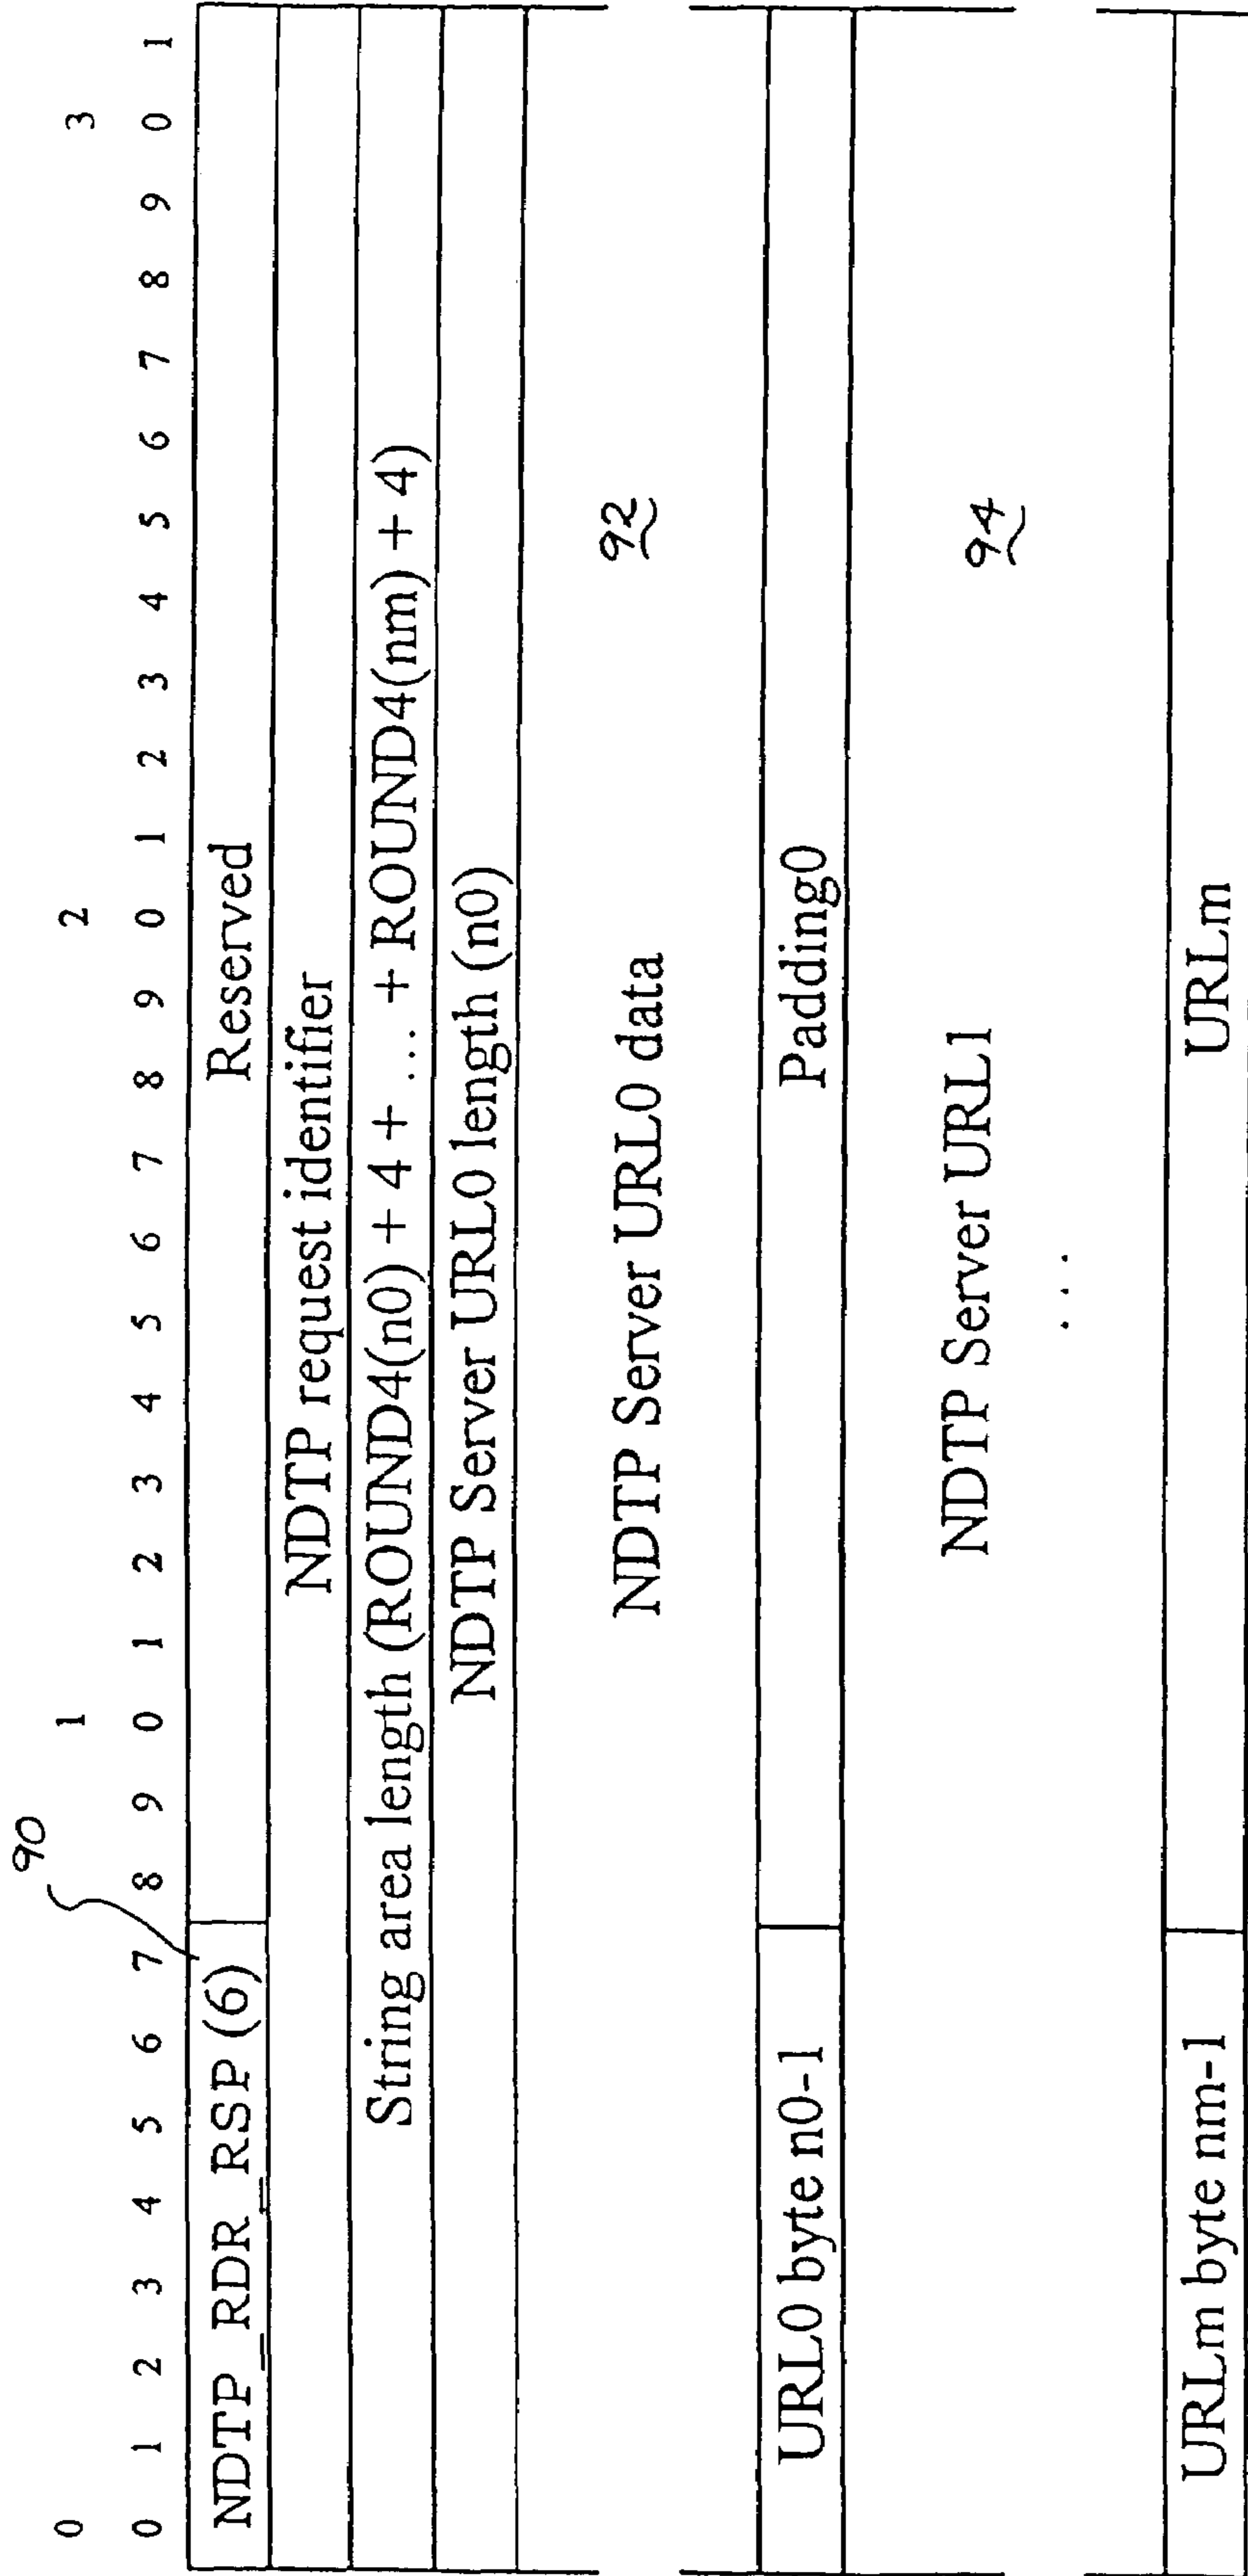 90
0 1 2 3
0 1 2 3 4 5 6 7 8 9 0 1 2 3 4 5 6 7 8 9 0 1 2 3 4 5 6 7 8 9 0 1
NDTP_RDR_RSP (6) Reserved
NDTP request identifier
String area length (ROUND4(n0) + 4 + ... + ROUND4(nm) + 4)
NDTP Server URL0 length (n0)
NDTP Server URL0 data 92
URL0 byte n0-1 Padding0
NDTP Server URL1 94
...
URLm byte nm-1 URLm